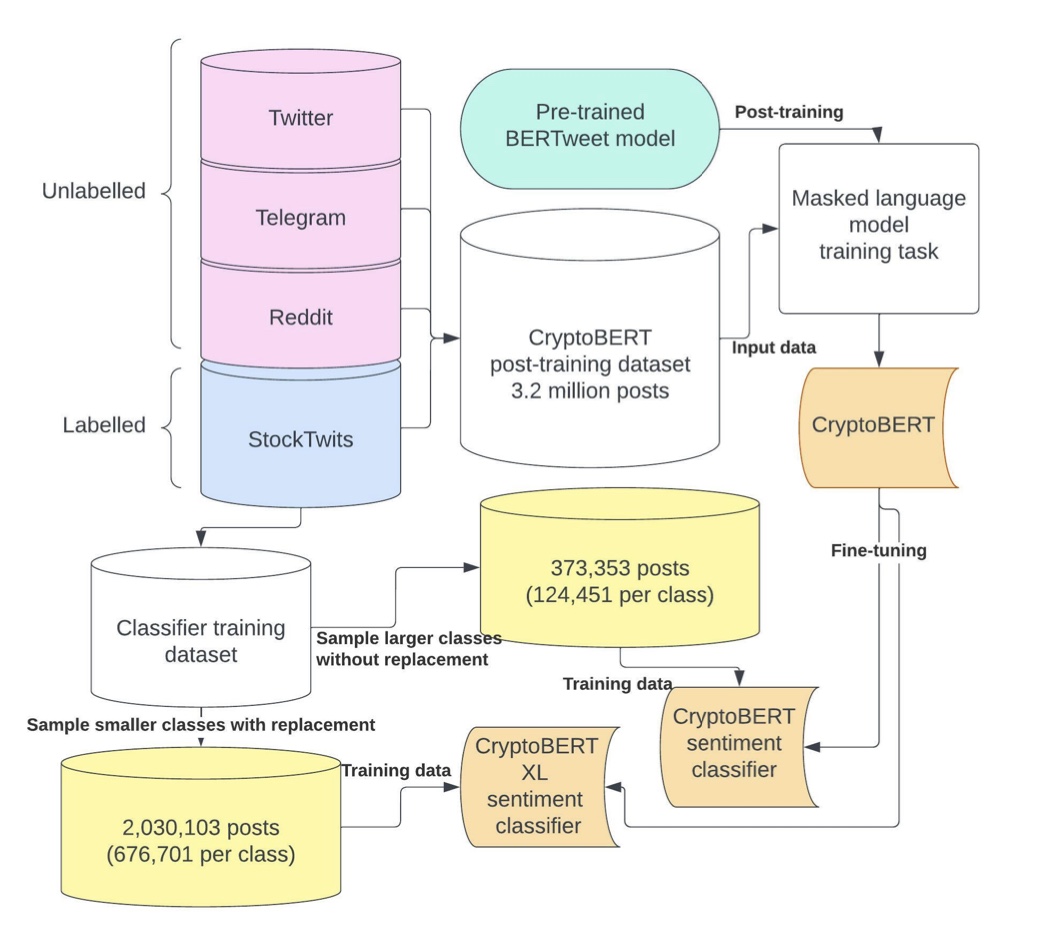 Twitter
Telegram
Reddit
StockTwits
Unlabelled
Labelled
Pre-trained
BERTweet model
Post-training
Masked language
model
training task
CryptoBERT
post-training dataset
3.2 million posts
Input data
CryptoBERT
Fine-tuning
Classifier training
dataset
Sample larger classes
without replacement
373,353 posts
(124,451 per class)
Training data
CryptoBERT
sentiment
classifier
Sample smaller classes with replacement
2,030,103 posts
(676,701 per class)
Training data
CryptoBERT
XL
sentiment
classifier